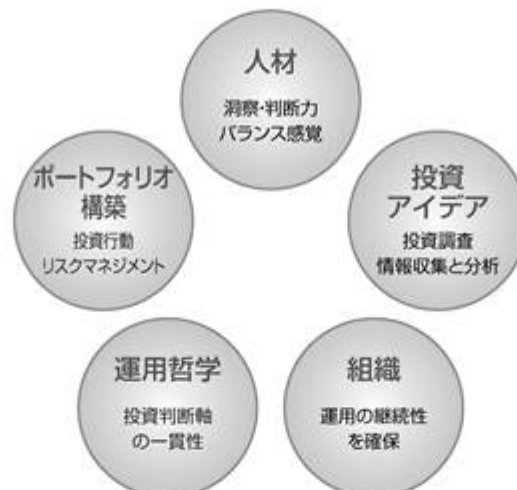 人材
洞察・判断力
バランス感覚
ポートフォリオ
構築
投資行動
リスクマネジメント
投資
アイデア
投資調査
情報収集と分析
運用哲学
投資判断軸
の一貫性
組織
運用の継続性
を確保